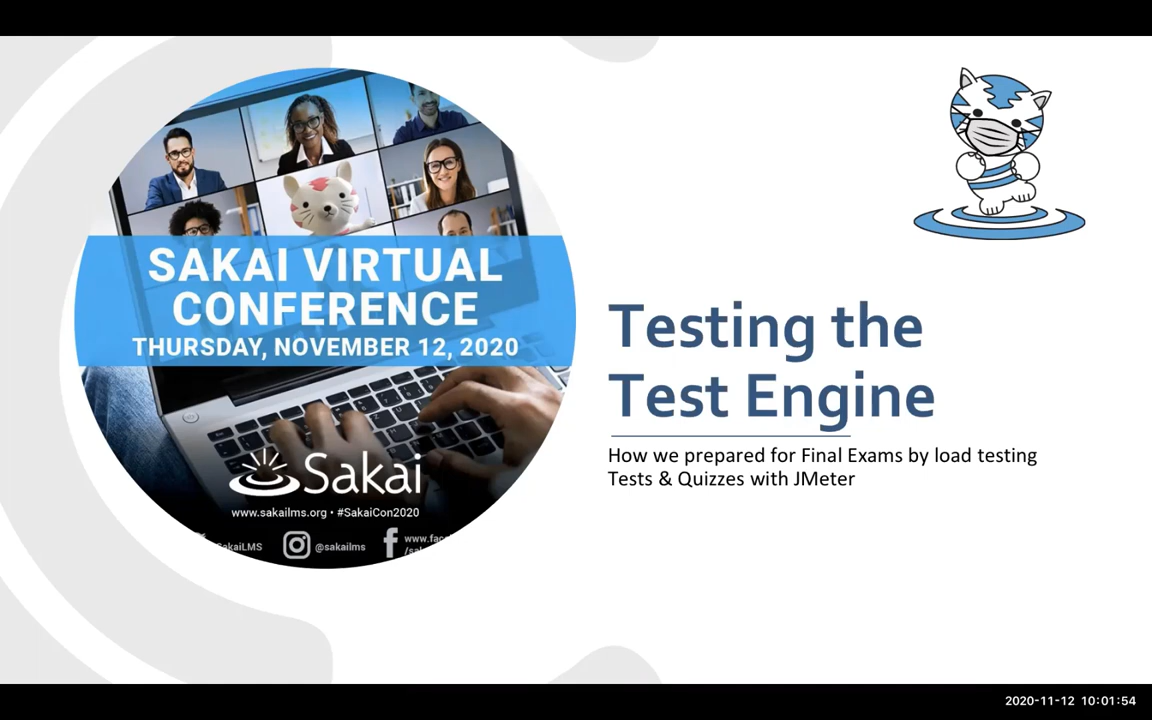 SAKAI VIRTUAL
CONFERENCE
THURSDAY, NOVEMBER 12, 2020
Sakai
www.sakailms.org • #SakaiCon2020
SakaiLMS
@sakailms
Testing the
Test Engine
How we prepared for Final Exams by load testing
Tests & Quizzes with JMeter
2020-11-12 10:01:54